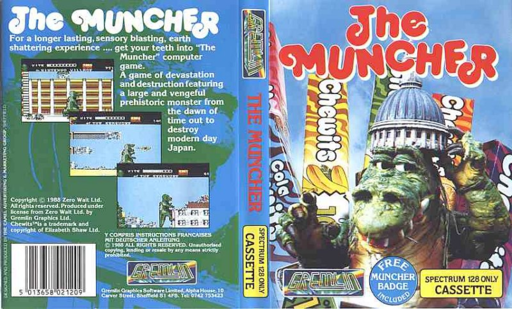 The MUNCHER
For a longer lasting, sensory blasting, earth
shattering experience .... get your teeth into "The
Muncher" computer
game.
A game of devastation
and destruction featuring
a large and vengeful
prehistoric monster from
the dawn of
time out to
destroy
modern day
Japan.
Copyright © 1988 Zero Wait Ltd.
All rights reserved. Produced under
license from Zero Wait Ltd. by
Gremlin Graphics Ltd.
Chewits™ is a trademark and
copyright of Elizabeth Shaw Ltd.
Y COMPRIS INSTRUCTIONS FRANCAISES
MIT DEUTSCHER ANLEITUNG
© 1988 ALL RIGHTS RESERVED. Unauthorised
copying, lending or resale by any means strictly
prohibited.
5 013658 021209
GREMLIN
Gremlin Graphics Software Limited, Alpha House, 10
Carver Street, Sheffield S1 4FS. Tel: 0742 753423
GREMLIN
THE MUNCHER
SPECTRUM 128 ONLY
CASSETTE
The
MUNCHER
Chewits
Chewits
GREMLIN
FREE
MUNCHER
BADGE
INCLUDED
SPECTRUM 128 ONLY
CASSETTE